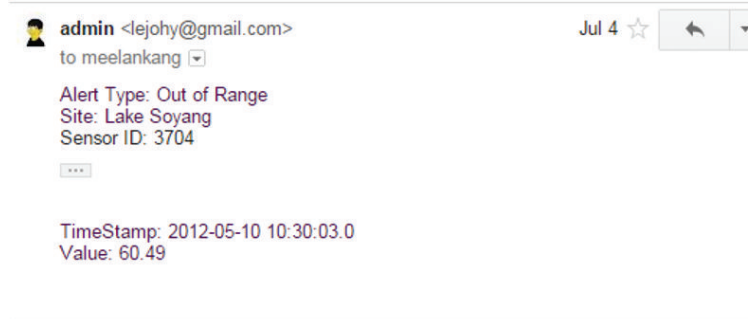 admin <lejohy@gmail.com> Jul 4
to meelankang
Alert Type: Out of Range
Site: Lake Soyang
Sensor ID: 3704
...
TimeStamp: 2012-05-10 10:30:03.0
Value: 60.49